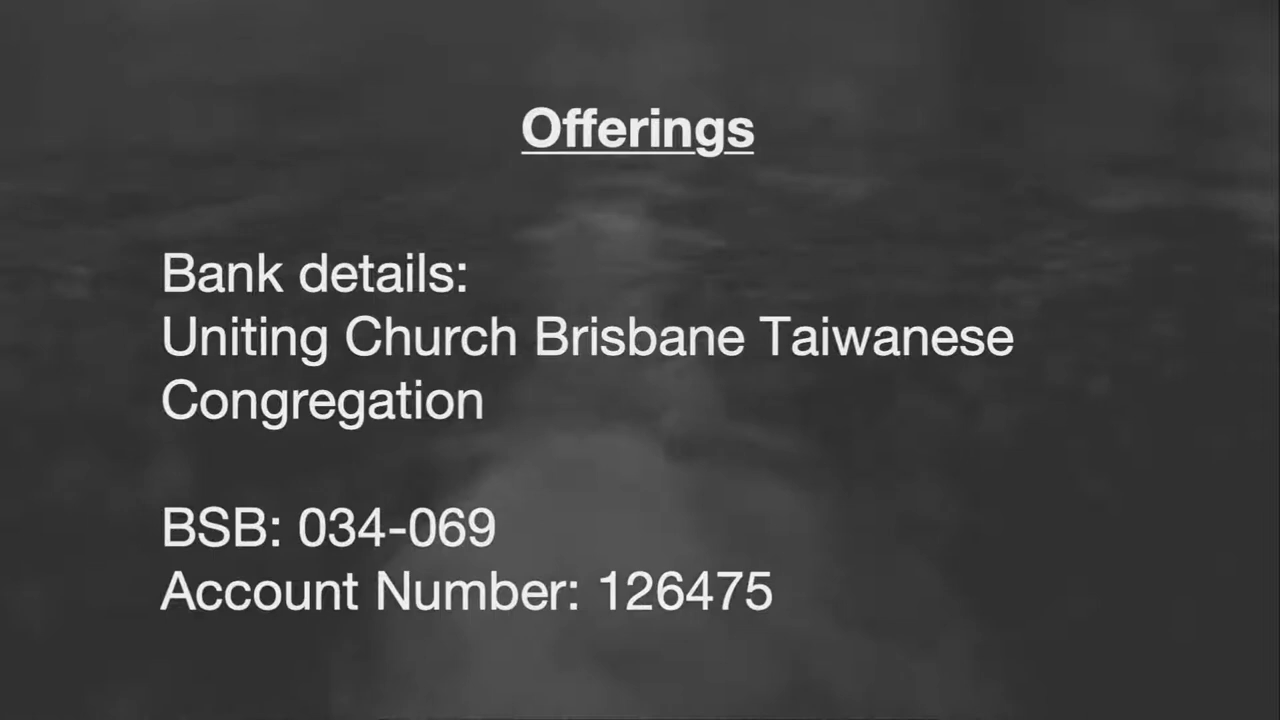 Offerings
Bank details:
Uniting Church Brisbane Taiwanese
Congregation
BSB: 034-069
Account Number: 126475